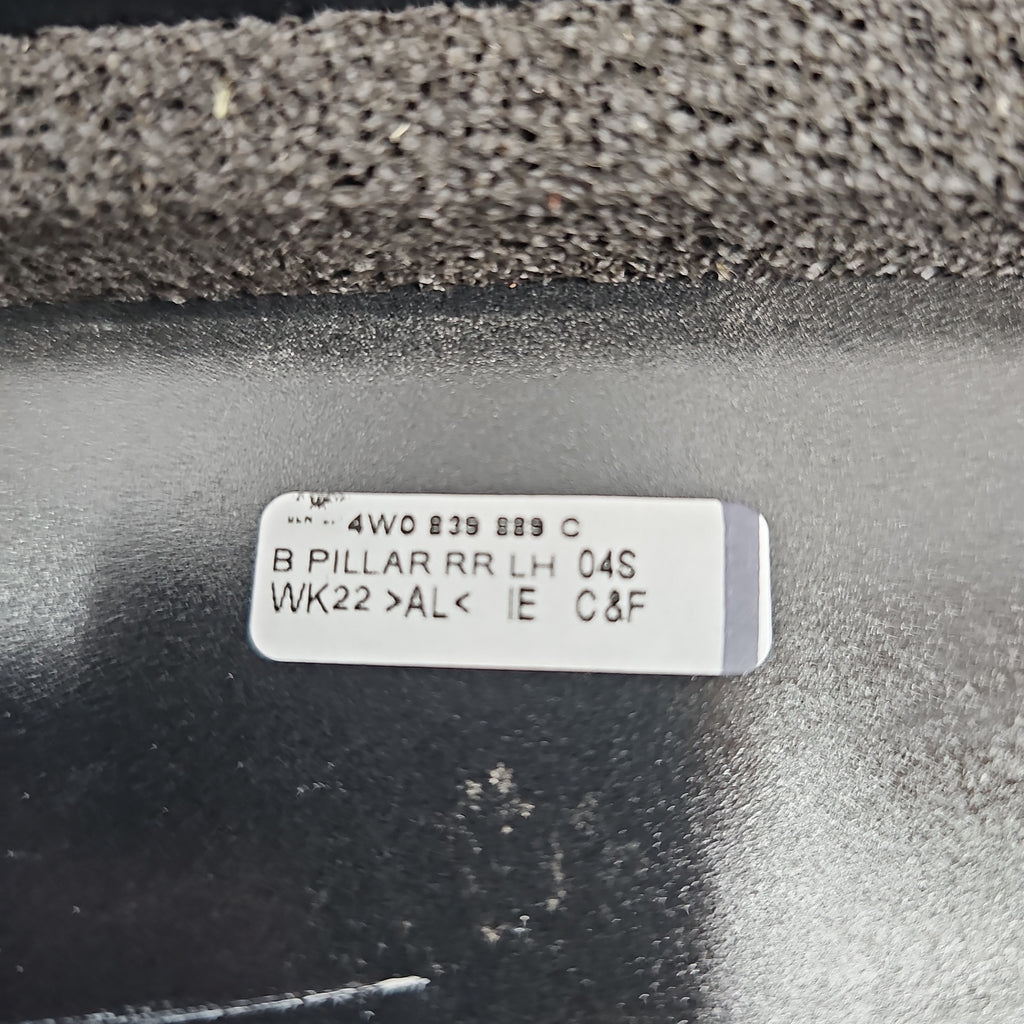 4W0 839 889 C
B PILLAR RR LH 04S
WK22 >AL< IE C&F